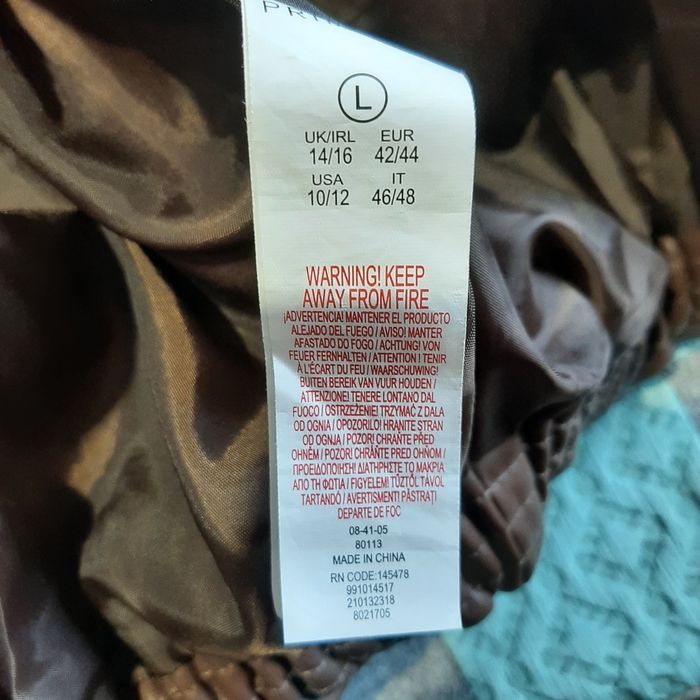 L
UK/IRL EUR
14/16 42/44
USA IT
10/12 46/48
WARNING! KEEP
AWAY FROM FIRE
¡ADVERTENCIA! MANTENER EL PRODUCTO
ALEJADO DEL FUEGO / AVISO! MANTER
AFASTADO DO FOGO / ACHTUNG! VON
FEUER FERNHALTEN / ATTENTION ! TENIR
À L'ÉCART DU FEU / WAARSCHUWING!
BUITEN BEREIK VAN VUUR HOUDEN /
ATTENZIONE! TENERE LONTANO DAL
FUOCO / OSTRZEŻENIE! TRZYMAĆ Z DALA
OD OGNIA / OPOZORILO! HRANITE STRAN
OD OGNJA / POZOR! CHRAŇTE PŘED
OHNĚM / POZOR! CHRÁŇTE PRED OHŇOM /
ΠΡΟΕΙΔΟΠΟΙΗΣΗ! ΔΙΑΤΗΡΗΣΤΕ ΤΟ ΜΑΚΡΙΑ
ΑΠΟ ΤΗ ΦΩΤΙΑ / FIGYELEM! TŰZTŐL TÁVOL
TARTANDÓ / AVERTISMENT! PĂSTRAȚI
DEPARTE DE FOC
08-41-05
80113
MADE IN CHINA
RN CODE:145478
991014517
210132318
8021705